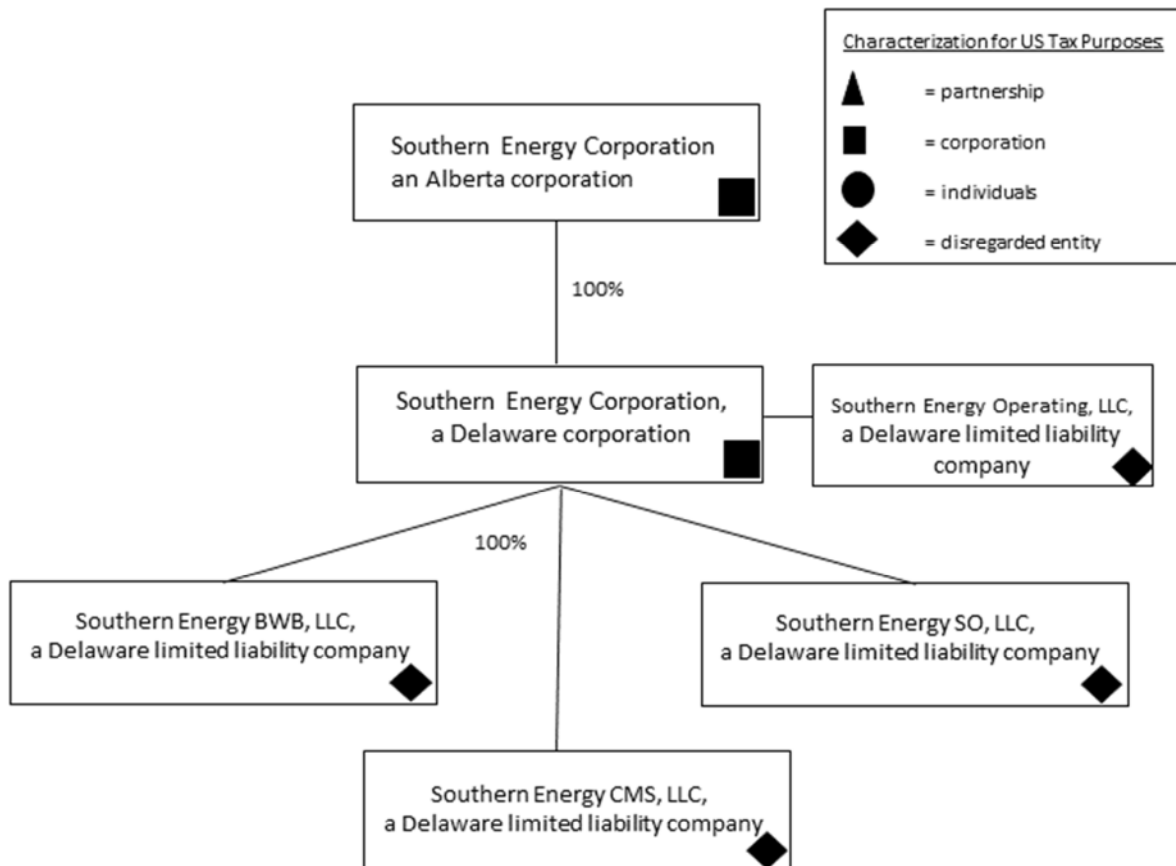 Characterization for US Tax Purposes:
= partnership
= corporation
= individuals
= disregarded entity
Southern Energy Corporation
an Alberta corporation
100%
Southern Energy Corporation,
a Delaware corporation
Southern Energy Operating, LLC,
a Delaware limited liability
company
100%
Southern Energy BWB, LLC,
a Delaware limited liability company
Southern Energy SO, LLC,
a Delaware limited liability company
Southern Energy CMS, LLC,
a Delaware limited liability company